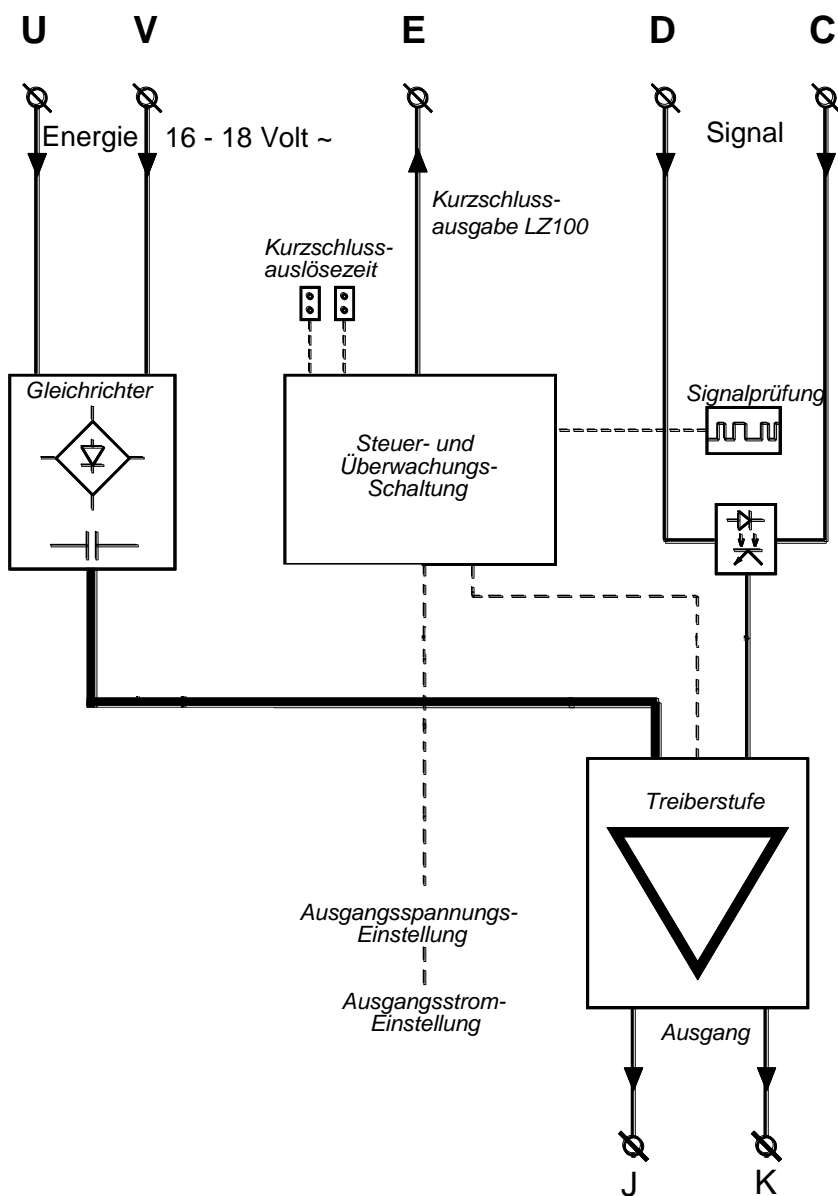 U V E D C
Energie 16 - 18 Volt ~
Signal
Kurzschluss-
ausgabe LZ100
Kurzschluss-
auslösezeit
Gleichrichter
Signalprüfung
Steuer- und
Überwachungs-
Schaltung
Treiberstufe
Ausgangsspannungs-
Einstellung
Ausgangsstrom-
Einstellung
Ausgang
J K